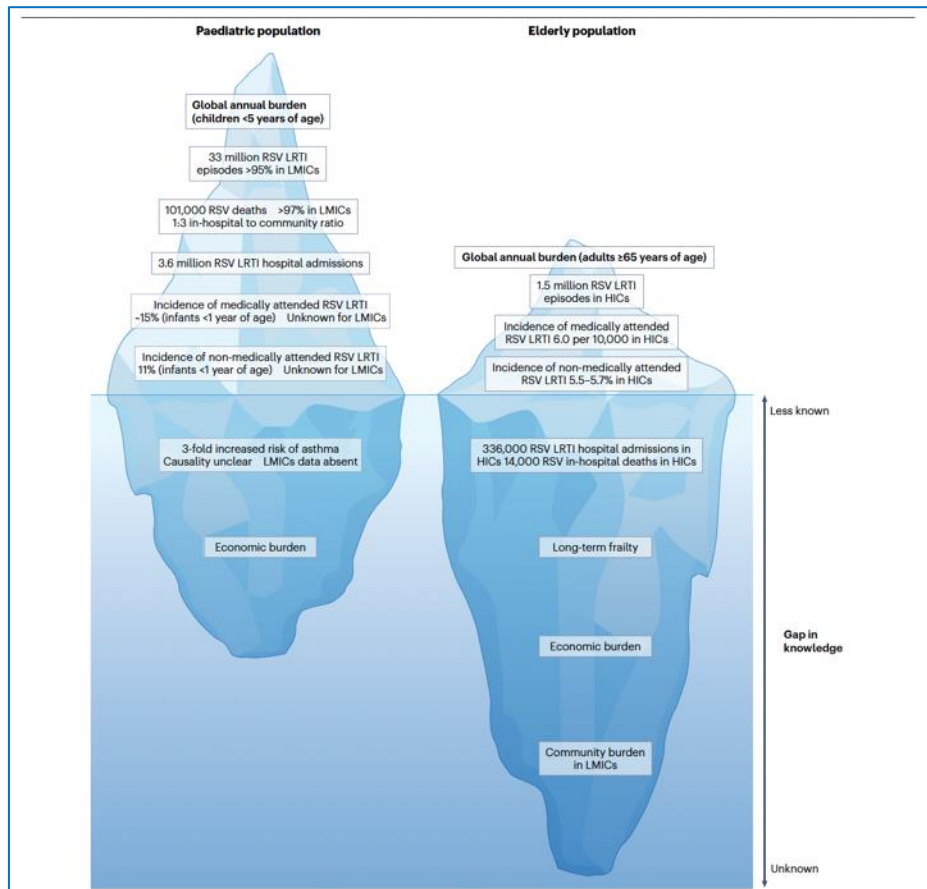 Paediatric population
Elderly population
Global annual burden
(children <5 years of age)
33 million RSV LRTI
episodes >95% in LMICs
101,000 RSV deaths >97% in LMICs
1:3 in-hospital to community ratio
3.6 million RSV LRTI hospital admissions
Incidence of medically attended RSV LRTI
~15% (infants <1 year of age) Unknown for LMICs
Incidence of non-medically attended RSV LRTI
11% (infants <1 year of age) Unknown for LMICs
3-fold increased risk of asthma
Causality unclear LMICs data absent
Economic burden
Global annual burden (adults ≥65 years of age)
1.5 million RSV LRTI
episodes in HICs
Incidence of medically attended
RSV LRTI 6.0 per 10,000 in HICs
Incidence of non-medically attended
RSV LRTI 5.5–5.7% in HICs
336,000 RSV LRTI hospital admissions in
HICs 14,000 RSV in-hospital deaths in HICs
Long-term frailty
Economic burden
Community burden
in LMICs
Less known
Gap in
knowledge
Unknown